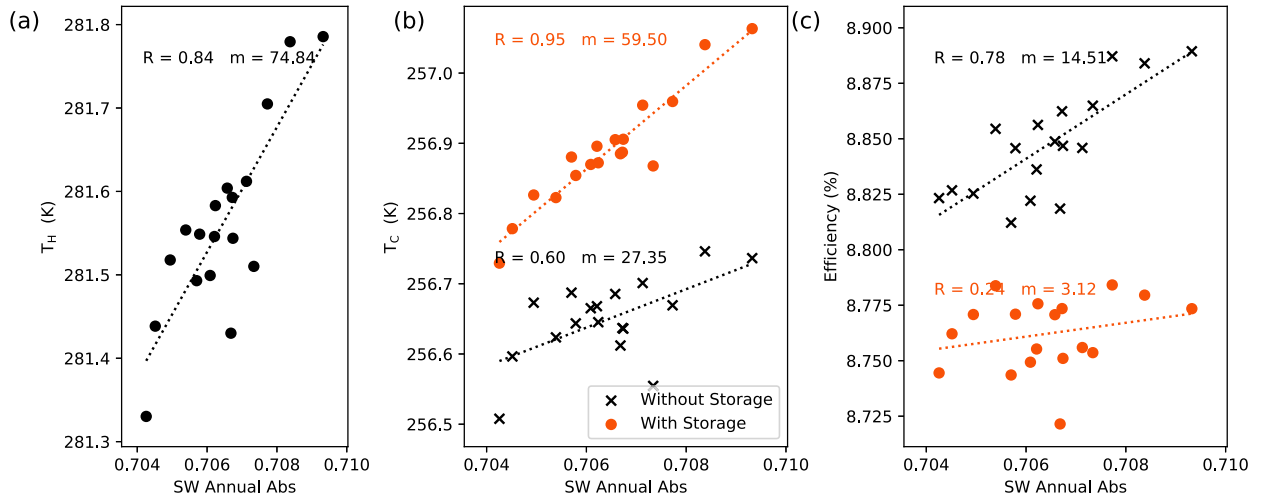 (a)
281.8
281.7
281.6
281.5
281.4
281.3
T_H (K)
R = 0.84 m = 74.84
0.704
0.706
0.708
0.710
SW Annual Abs
(b)
257.0
256.9
256.8
256.7
256.6
256.5
T_C (K)
R = 0.95 m = 59.50
R = 0.60 m = 27.35
Without Storage
With Storage
0.704
0.706
0.708
0.710
SW Annual Abs
(c)
8.900
8.875
8.850
8.825
8.800
8.775
8.750
8.725
Efficiency (%)
R = 0.78 m = 14.51
R = 0.24 m = 3.12
0.704
0.706
0.708
0.710
SW Annual Abs